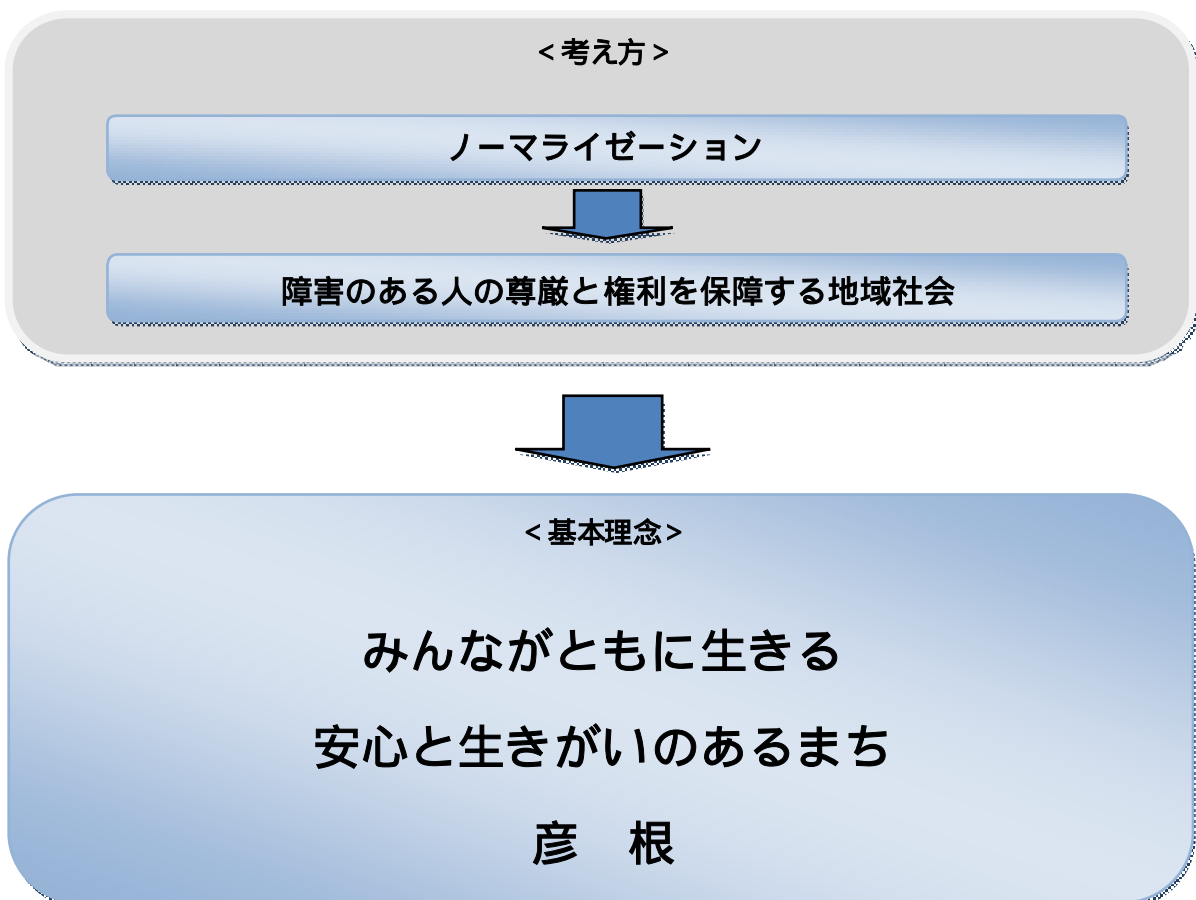 ＜考え方＞
ノーマライゼーション
障害のある人の尊厳と権利を保障する地域社会
＜基本理念＞
みんながともに生きる
安心と生きがいのあるまち
彦　根